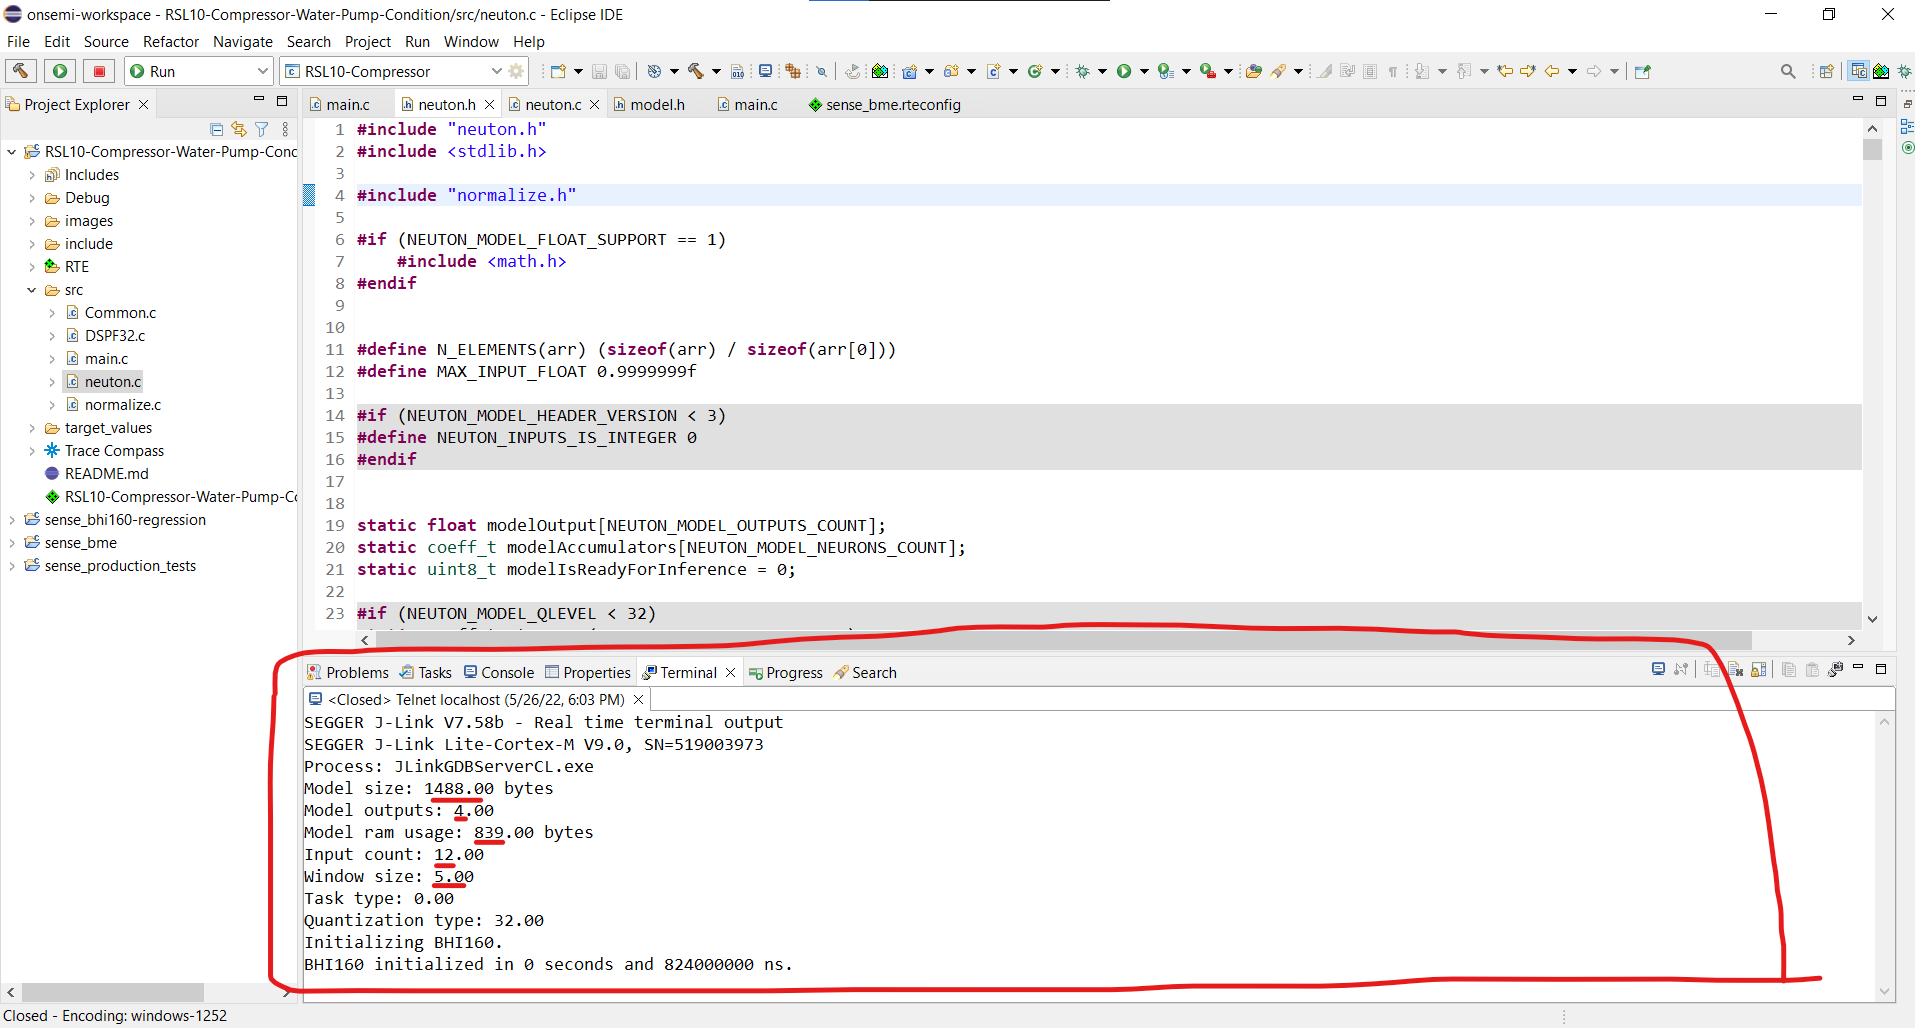 onsemi-workspace - RSL10-Compressor-Water-Pump-Condition/src/neuton.c - Eclipse IDE
File Edit Source Refactor Navigate Search Project Run Window Help
Run RSL10-Compressor
Project Explorer
RSL10-Compressor-Water-Pump-Conc
Includes
Debug
images
include
RTE
src
Common.c
DSPF32.c
main.c
neuton.c
normalize.c
target_values
Trace Compass
README.md
RSL10-Compressor-Water-Pump-Co
sense_bhi160-regression
sense_bme
sense_production_tests
main.c neuton.h neuton.c model.h main.c sense_bme.rteconfig
1 #include "neuton.h"
2 #include <stdlib.h>
3
4 #include "normalize.h"
5
6 #if (NEUTON_MODEL_FLOAT_SUPPORT == 1)
7 #include <math.h>
8 #endif
9
10
11 #define N_ELEMENTS(arr) (sizeof(arr) / sizeof(arr[0]))
12 #define MAX_INPUT_FLOAT 0.9999999f
13
14 #if (NEUTON_MODEL_HEADER_VERSION < 3)
15 #define NEUTON_INPUTS_IS_INTEGER 0
16 #endif
17
18
19 static float modelOutput[NEUTON_MODEL_OUTPUTS_COUNT];
20 static coeff_t modelAccumulators[NEUTON_MODEL_NEURONS_COUNT];
21 static uint8_t modelIsReadyForInference = 0;
22
23 #if (NEUTON_MODEL_QLEVEL < 32)
Problems Tasks Console Properties Terminal Progress Search
<Closed> Telnet localhost (5/26/22, 6:03 PM)
SEGGER J-Link V7.58b - Real time terminal output
SEGGER J-Link Lite-Cortex-M V9.0, SN=519003973
Process: JLinkGDBServerCL.exe
Model size: 1488.00 bytes
Model outputs: 4.00
Model ram usage: 839.00 bytes
Input count: 12.00
Window size: 5.00
Task type: 0.00
Quantization type: 32.00
Initializing BHI160.
BHI160 initialized in 0 seconds and 824000000 ns.
Closed - Encoding: windows-1252